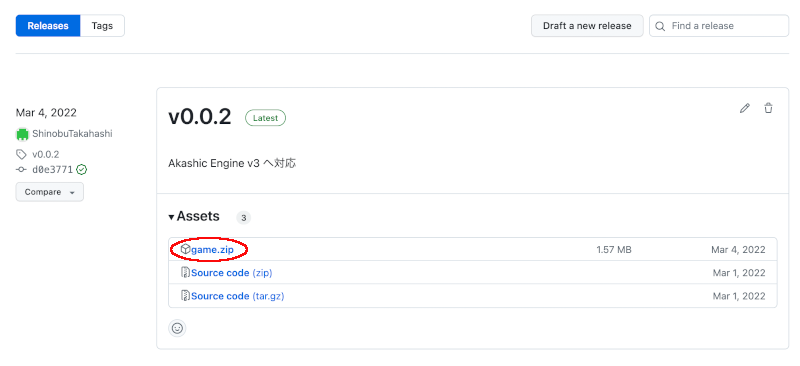 Releases Tags Draft a new release Find a release
Mar 4, 2022
ShinobuTakahashi
v0.0.2
d0e3771
Compare
v0.0.2 Latest
Akashic Engine v3 へ対応
Assets 3
game.zip 1.57 MB Mar 4, 2022
Source code (zip) Mar 1, 2022
Source code (tar.gz) Mar 1, 2022